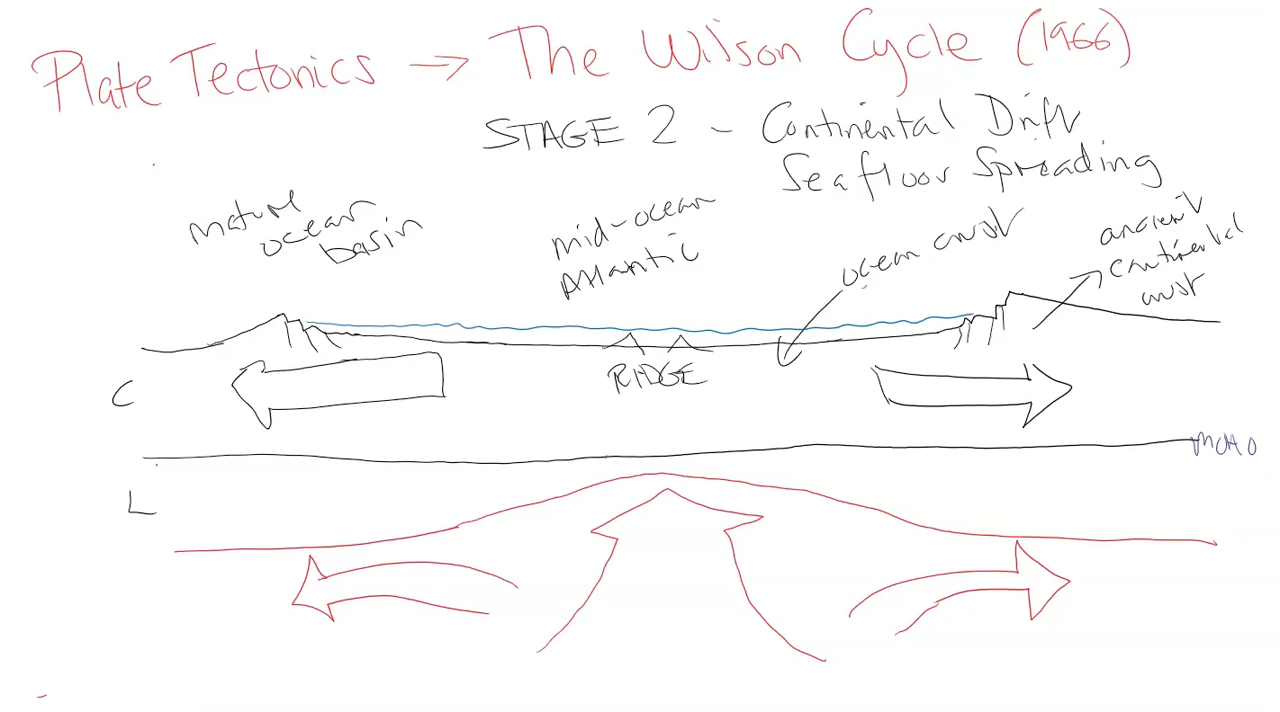 Plate Tectonics → The Wilson Cycle (1966)
STAGE 2 - Continental Drift
Seafloor Spreading
mature
ocean
basin
mid-ocean
Atlantic
ocean crust
ancient
continental
crust
RIDGE
C
MOHO
L